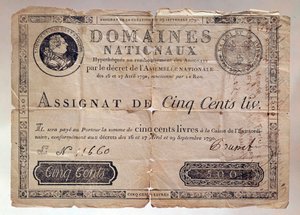 DOMAINES
NATIONAUX
Hypothéqués au remboursement des Assignats
par le décret de l'ASSEMBLÉE NATIONALE
des 16 et 17 Avril 1790, sanctionné par le Roi.
ASSIGNAT DE Cinq Cents liv.
IL sera payé au Porteur la somme de cinq cents livres à la Caisse de l'Extraordi-
naire, conformément aux décrets des 16 et 17 Avril et 29 Septembre 1790.
N.º 1660
Cinq Cents
500